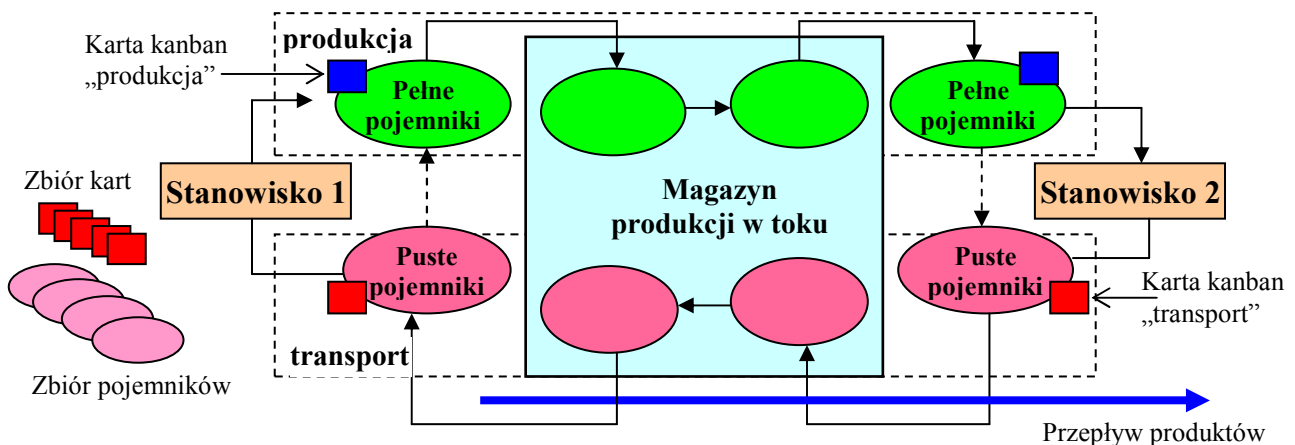 Karta kanban
„produkcja”
produkcja
Pełne
pojemniki
Pełne
pojemniki
Zbiór kart
Stanowisko 1
Magazyn
produkcji w toku
Stanowisko 2
Puste
pojemniki
Puste
pojemniki
Karta kanban
„transport”
transport
Zbiór pojemników
Przepływ produktów